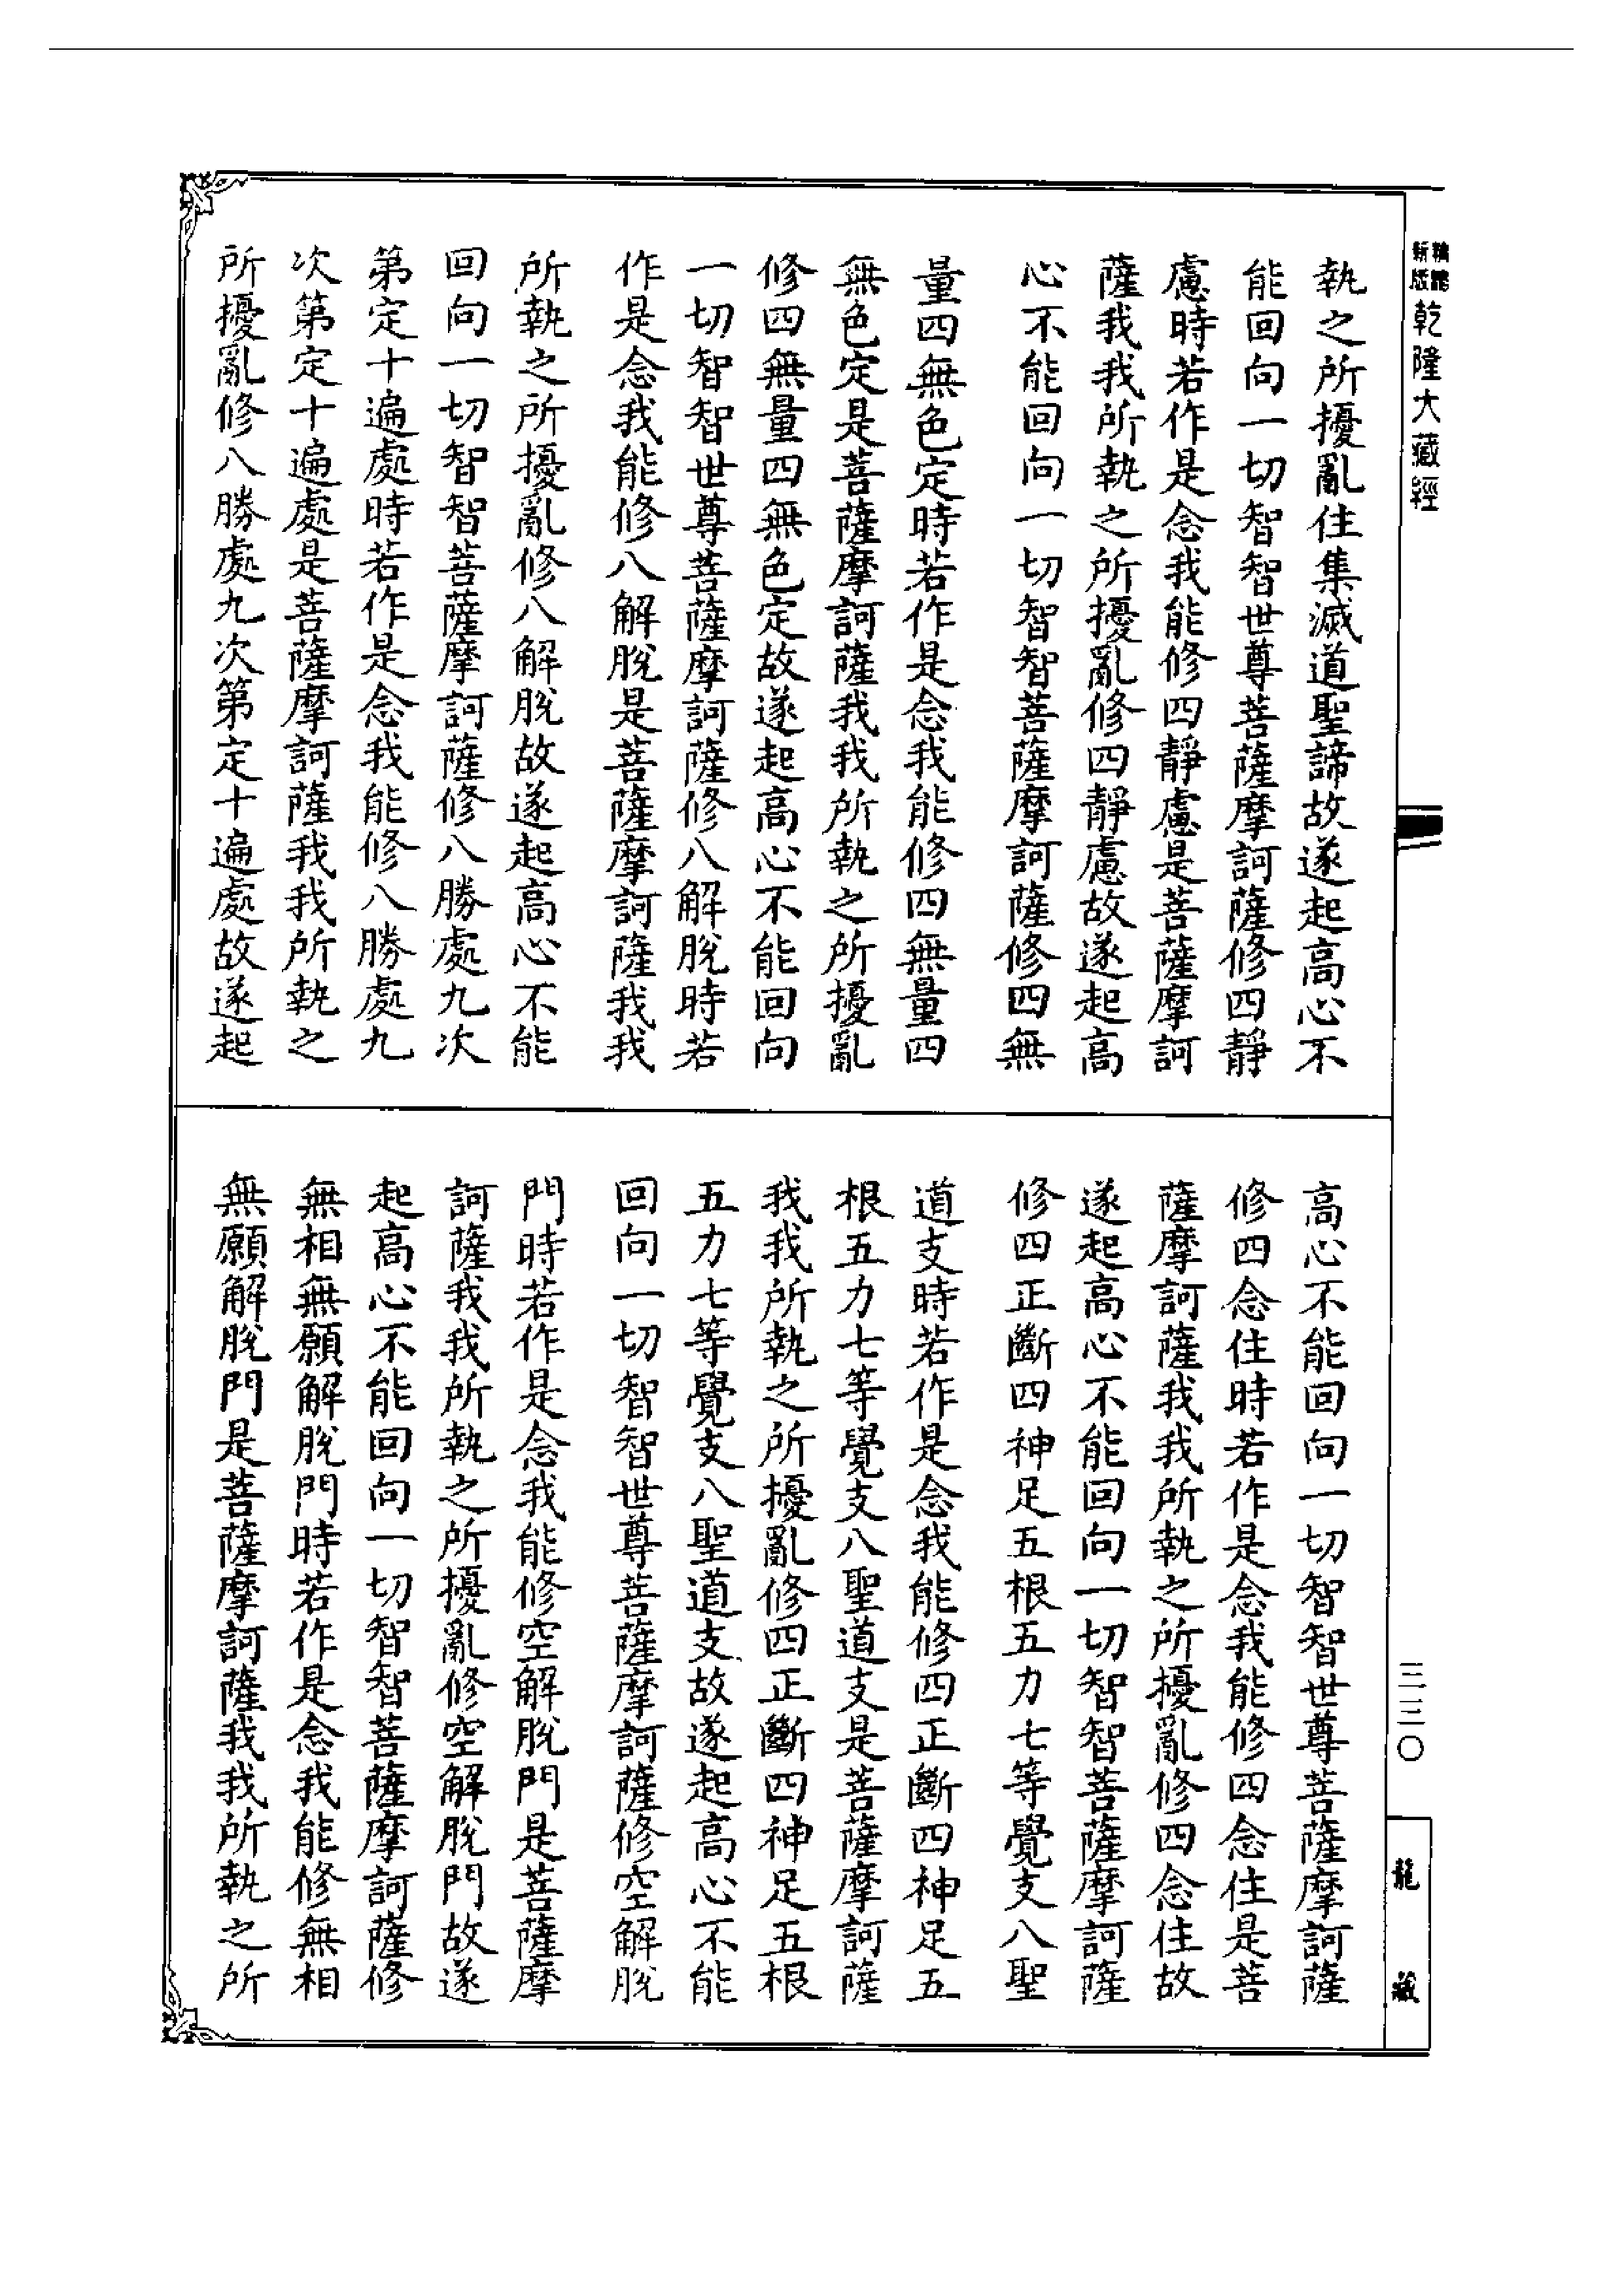 新版
乾隆大藏經
執之所擾亂住集滅道聖諦故遂起高心不
能回向一切智智世尊菩薩摩訶薩修四靜
慮時若作是念我能修四靜慮是菩薩摩訶
薩我我所執之所擾亂修四靜慮故遂起高
心不能回向一切智智菩薩摩訶薩修四無
量四無色定時若作是念我能修四無量四
無色定是菩薩摩訶薩我我所執之所擾亂
修四無量四無色定故遂起高心不能回向
一切智智世尊菩薩摩訶薩修八解脫時若
作是念我能修八解脫是菩薩摩訶薩我我
所執之所擾亂修八解脫故遂起高心不能
回向一切智智菩薩摩訶薩修八勝處九次
第定十遍處時若作是念我能修八勝處九
次第定十遍處是菩薩摩訶薩我我所執之
所擾亂修八勝處九次第定十遍處故遂起
高心不能回向一切智智世尊菩薩摩訶薩
修四念住時若作是念我能修四念住是菩
薩摩訶薩我我所執之所擾亂修四念住故
遂起高心不能回向一切智智菩薩摩訶薩
修四正斷四神足五根五力七等覺支八聖
道支時若作是念我能修四正斷四神足五
根五力七等覺支八聖道支是菩薩摩訶薩
我我所執之所擾亂修四正斷四神足五根
五力七等覺支八聖道支故遂起高心不能
回向一切智智世尊菩薩摩訶薩修空解脫
門時若作是念我能修空解脫門是菩薩摩
訶薩我我所執之所擾亂修空解脫門故遂
起高心不能回向一切智智菩薩摩訶薩修
無相無願解脫門時若作是念我能修無相
無願解脫門是菩薩摩訶薩我我所執之所
三三〇
龍藏